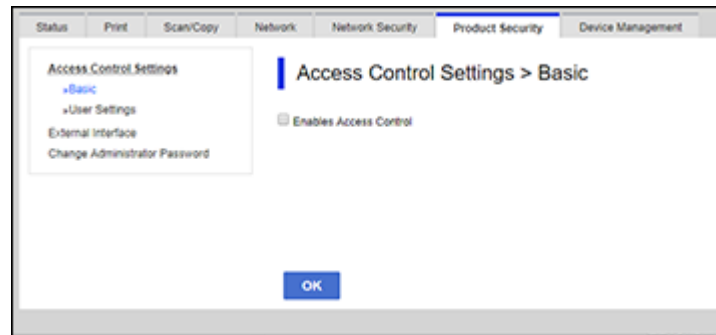 Status Print Scan/Copy Network Network Security Product Security Device Management
Access Control Settings
»Basic
»User Settings
External Interface
Change Administrator Password
Access Control Settings > Basic
Enables Access Control
OK